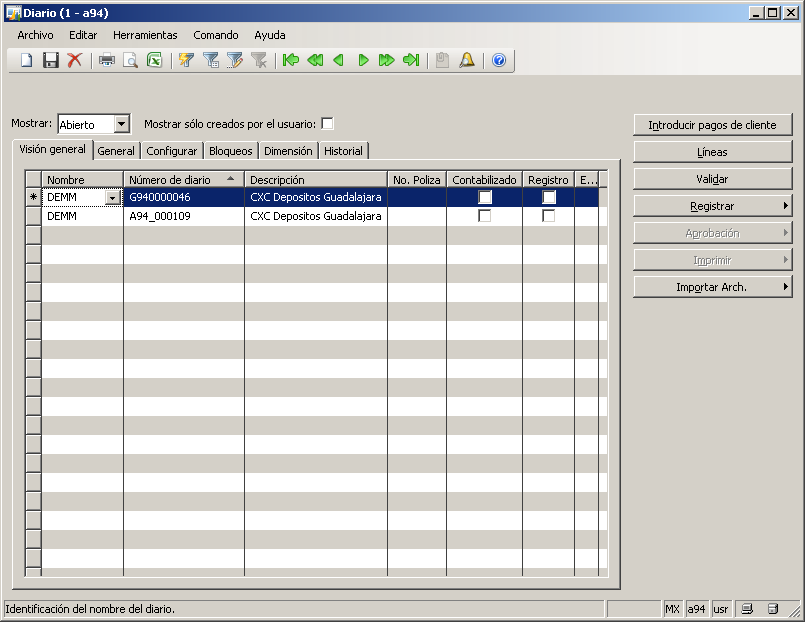 Diario (1 - a94)
Archivo Editar Herramientas Comando Ayuda
Mostrar: Abierto Mostrar sólo creados por el usuario:
Visión general General Configurar Bloqueos Dimensión Historial
Nombre Número de diario Descripción No. Poliza Contabilizado Registro E...
DEMM G940000046 CXC Depositos Guadalajara
DEMM A94_000109 CXC Depositos Guadalajara
Introducir pagos de cliente
Líneas
Validar
Registrar
Aprobación
Imprimir
Importar Arch.
Identificación del nombre del diario. MX a94 usr